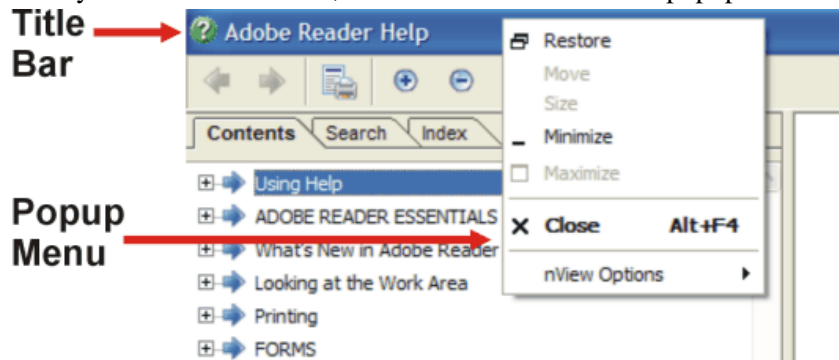 Title
Bar
Adobe Reader Help
Restore
Move
Size
Minimize
Maximize
Close Alt+F4
nView Options
Contents Search Index
Using Help
ADOBE READER ESSENTIALS
What's New in Adobe Reader
Looking at the Work Area
Printing
FORMS
Popup
Menu